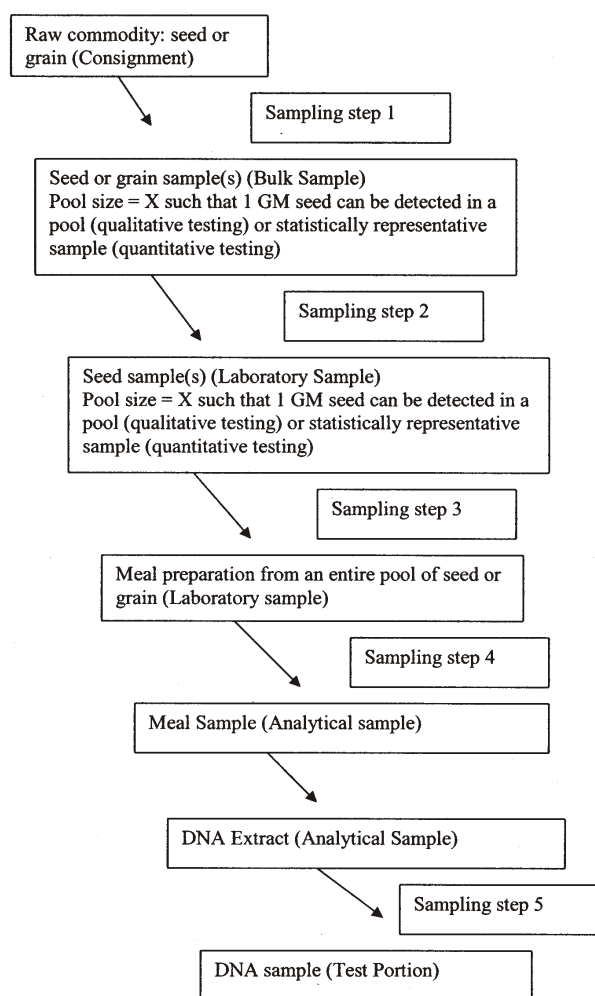 Raw commodity: seed or
grain (Consignment)
Sampling step 1
Seed or grain sample(s) (Bulk Sample)
Pool size = X such that 1 GM seed can be detected in a
pool (qualitative testing) or statistically representative
sample (quantitative testing)
Sampling step 2
Seed sample(s) (Laboratory Sample)
Pool size = X such that 1 GM seed can be detected in a
pool (qualitative testing) or statistically representative
sample (quantitative testing)
Sampling step 3
Meal preparation from an entire pool of seed or
grain (Laboratory sample)
Sampling step 4
Meal Sample (Analytical sample)
DNA Extract (Analytical Sample)
Sampling step 5
DNA sample (Test Portion)